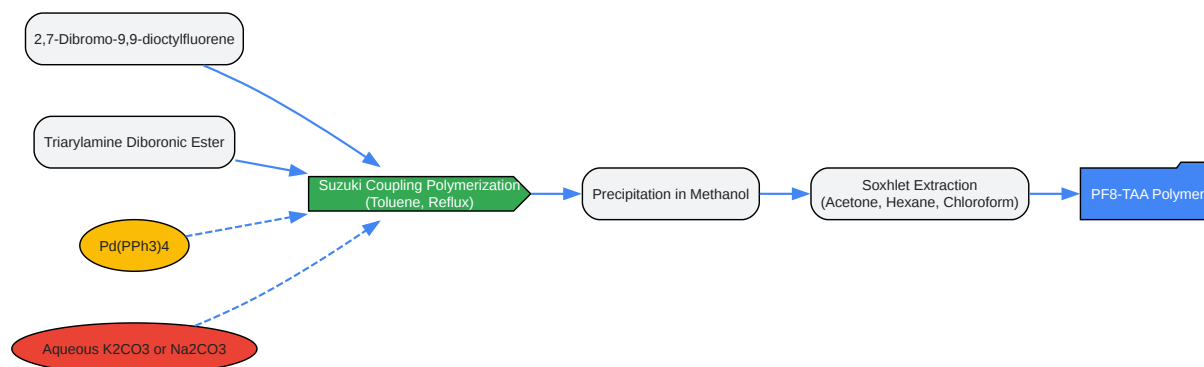 2,7-Dibromo-9,9-dioctylfluorene
Triarylamine Diboronic Ester
Pd(PPh3)4
Aqueous K2CO3 or Na2CO3
Suzuki Coupling Polymerization
(Toluene, Reflux)
Precipitation in Methanol
Soxhlet Extraction
(Acetone, Hexane, Chloroform)
PF8-TAA Polymer